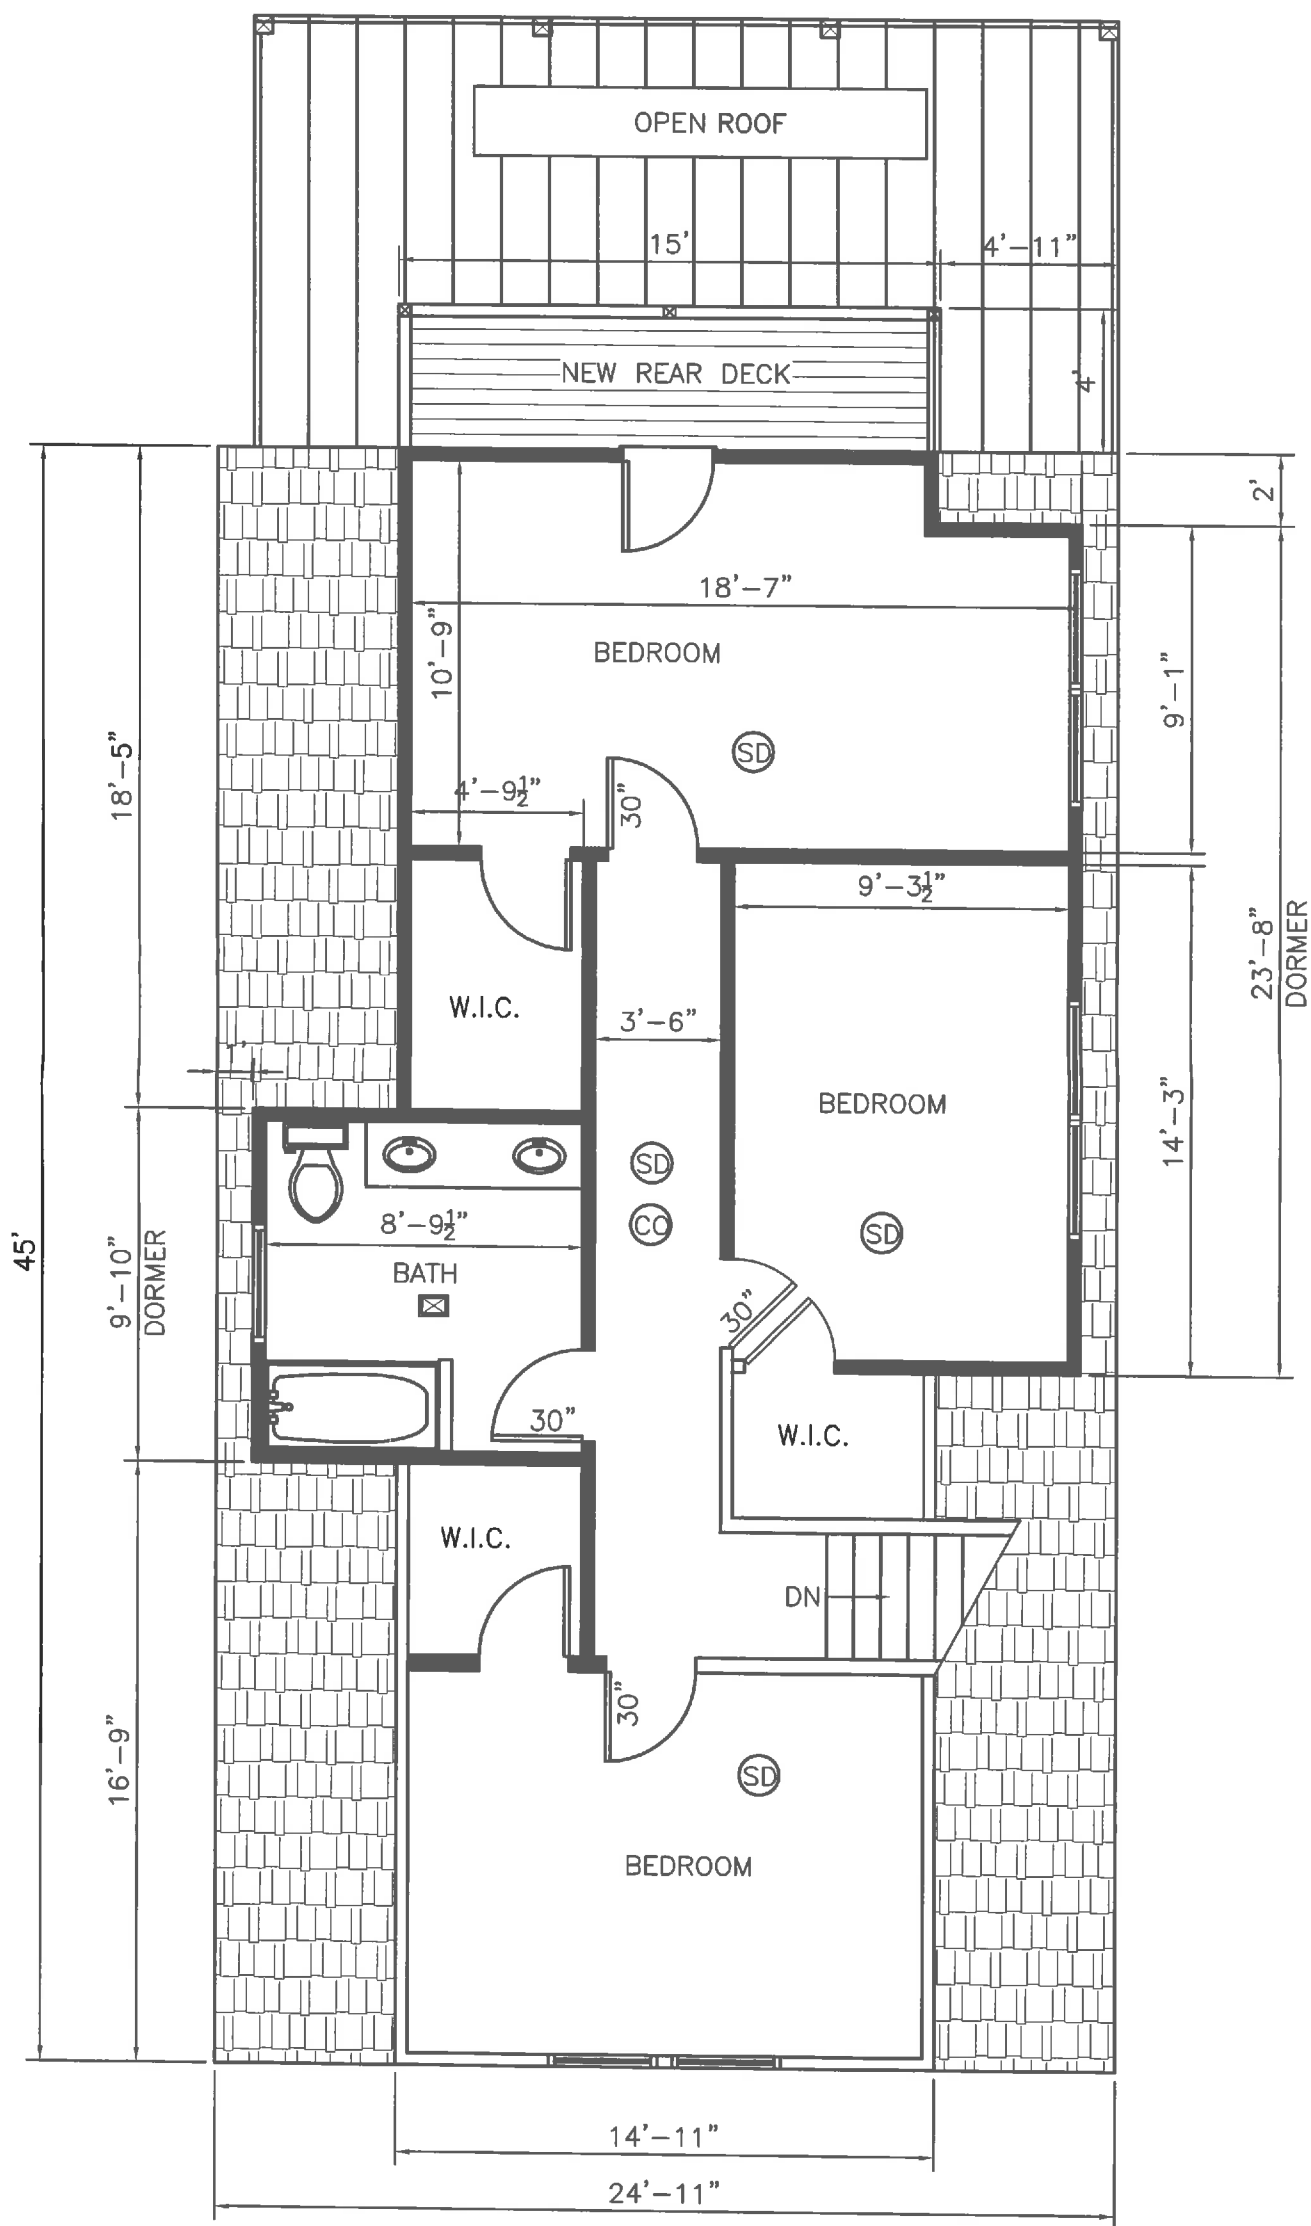 OPEN ROOF
15'
4'-11"
NEW REAR DECK
4'
2'
18'-7"
10'-9"
BEDROOM
9'-1"
SD
18'-5"
4'-9½"
30"
9'-3½"
23'-8"
DORMER
W.I.C.
3'-6"
1'
BEDROOM
14'-3"
SD
CO
SD
8'-9½"
45'
9'-10"
DORMER
BATH
30"
30"
W.I.C.
W.I.C.
DN
30"
16'-9"
SD
BEDROOM
14'-11"
24'-11"